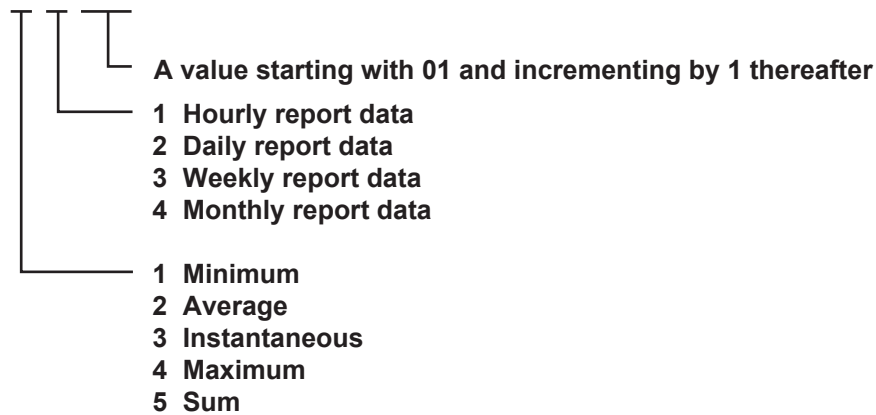 A value starting with 01 and incrementing by 1 thereafter
1 Hourly report data
2 Daily report data
3 Weekly report data
4 Monthly report data
1 Minimum
2 Average
3 Instantaneous
4 Maximum
5 Sum